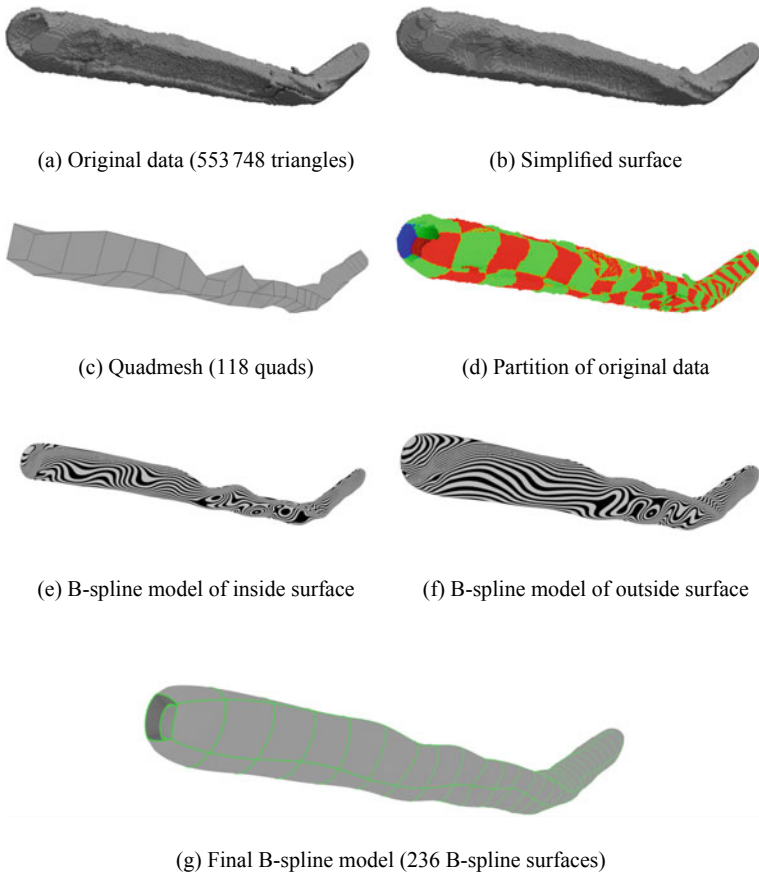 (a) Original data (553 748 triangles)
(b) Simplified surface
(c) Quadmesh (118 quads)
(d) Partition of original data
(e) B-spline model of inside surface
(f) B-spline model of outside surface
(g) Final B-spline model (236 B-spline surfaces)